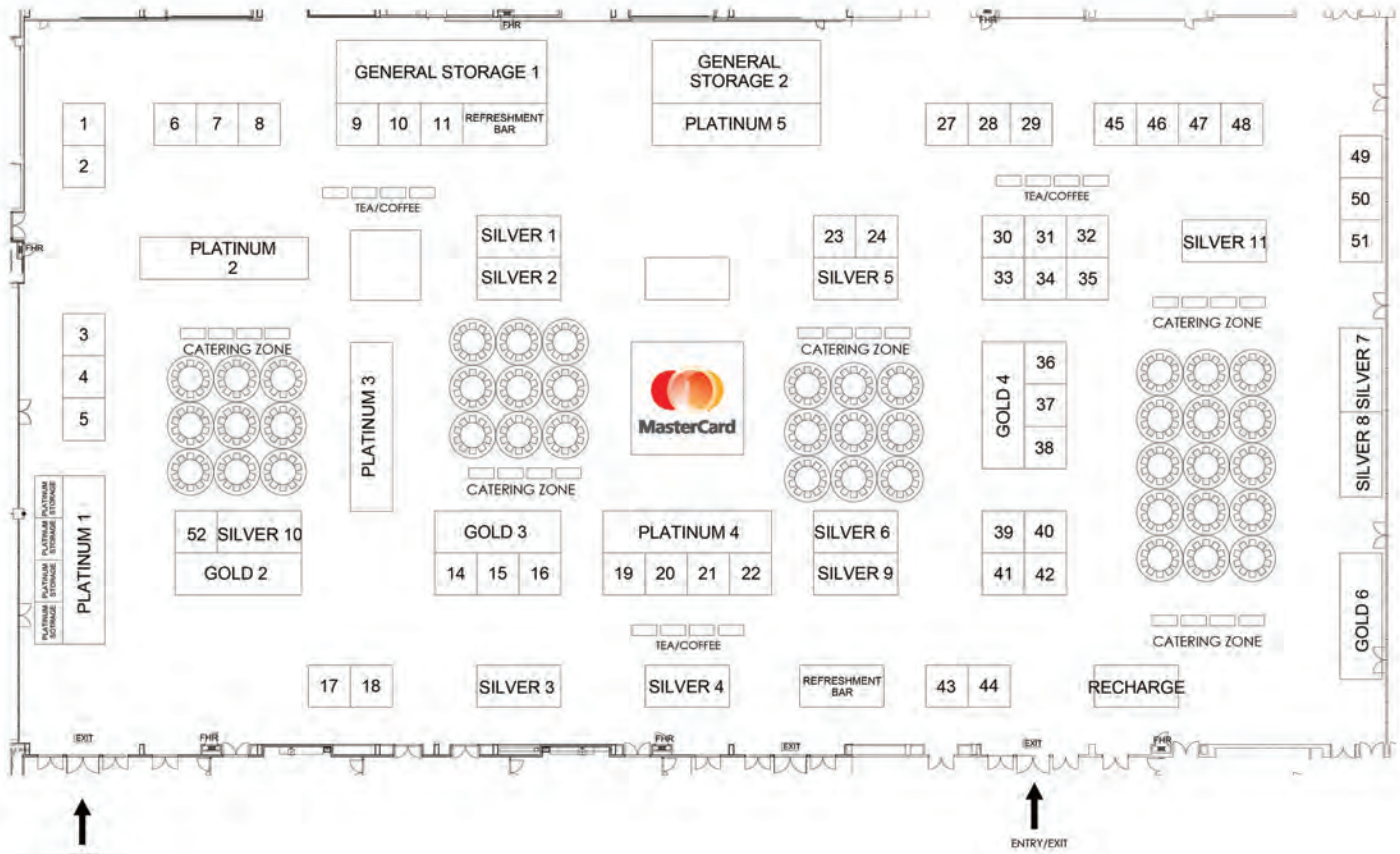 FHR
FHR
GENERAL STORAGE 1
GENERAL
STORAGE 2
1
6 7 8
9 10 11 REFRESHMENT
BAR
PLATINUM 5
27 28 29
45 46 47 48
2
49
50
51
TEA/COFFEE
TEA/COFFEE
FHR
PLATINUM
2
SILVER 1
SILVER 2
23 24
SILVER 5
30 31 32
33 34 35
SILVER 11
3
4
5
CATERING ZONE
CATERING ZONE
CATERING ZONE
PLATINUM 3
MasterCard
GOLD 4
36
37
38
SILVER 7
SILVER 8
CATERING ZONE
PLATINUM
STORAGE
PLATINUM
SOTRAGE
PLATINUM
STORAGE
PLATINUM
SOTRAGE
PLATINUM 1
52 SILVER 10
GOLD 2
GOLD 3
14 15 16
PLATINUM 4
19 20 21 22
SILVER 6
SILVER 9
39 40
41 42
GOLD 6
TEA/COFFEE
CATERING ZONE
17 18
SILVER 3
SILVER 4
REFRESHMENT
BAR
43 44
RECHARGE
EXIT
FHR
FHR
EXIT
EXIT
FHR
ENTRY/EXIT